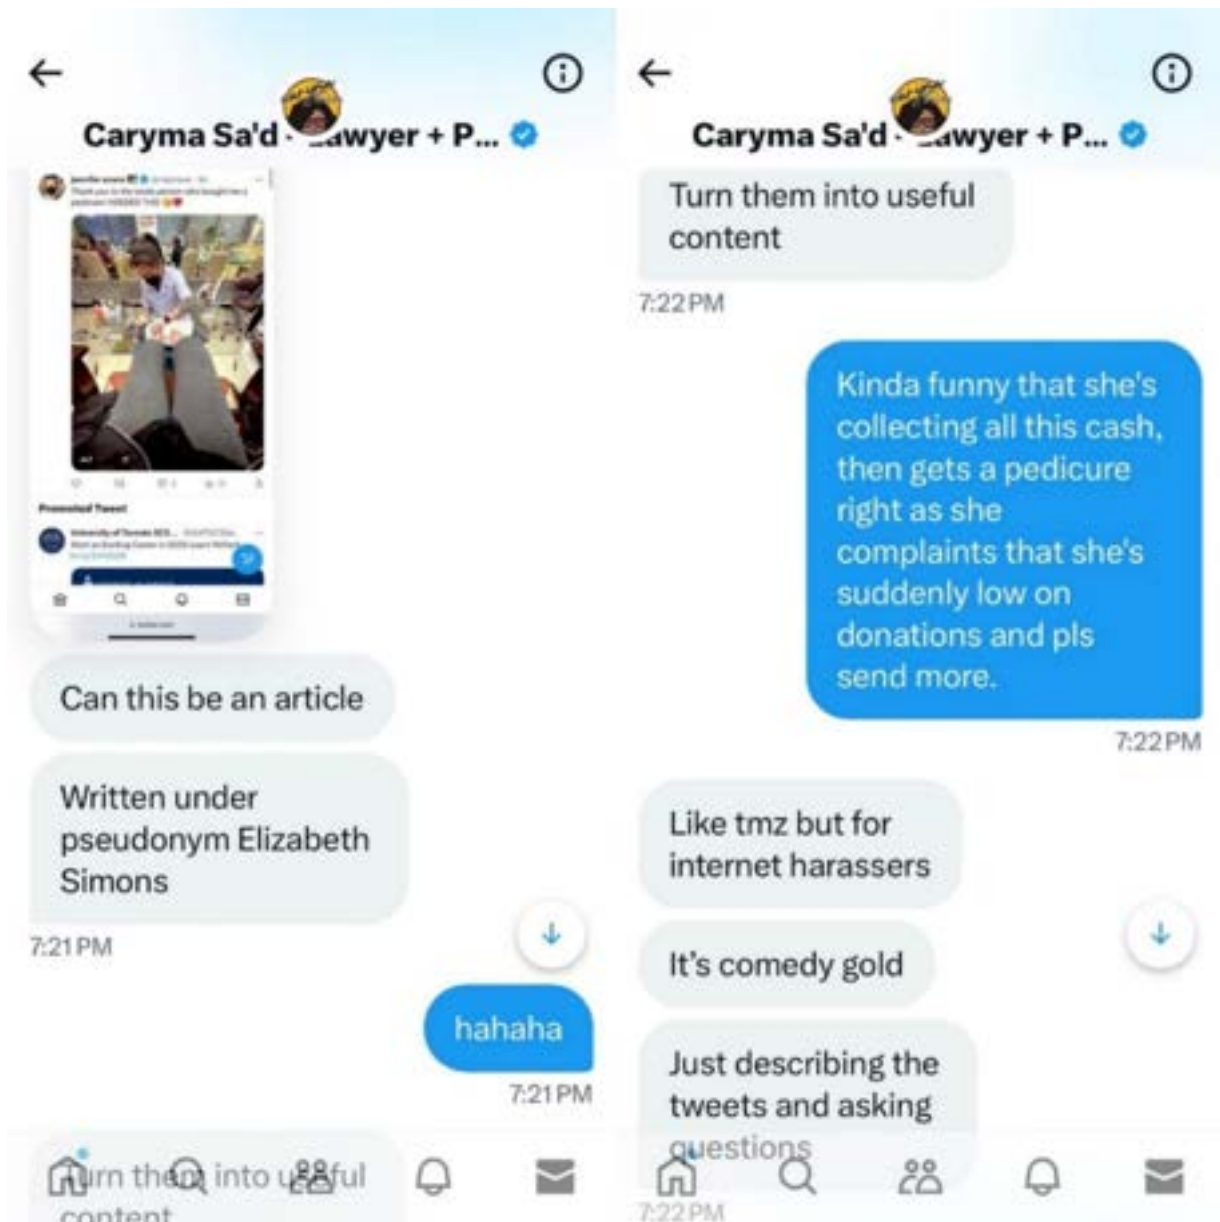 Caryma Sa'd - Lawyer + P...
Promoted Tweet
Can this be an article
Written under
pseudonym Elizabeth
Simons
7:21 PM
hahaha
7:21 PM
Turn them into useful
content
Caryma Sa'd - Lawyer + P...
Turn them into useful
content
7:22 PM
Kinda funny that she's
collecting all this cash,
then gets a pedicure
right as she
complaints that she's
suddenly low on
donations and pls
send more.
7:22 PM
Like tmz but for
internet harassers
It's comedy gold
Just describing the
tweets and asking
questions
7:22 PM